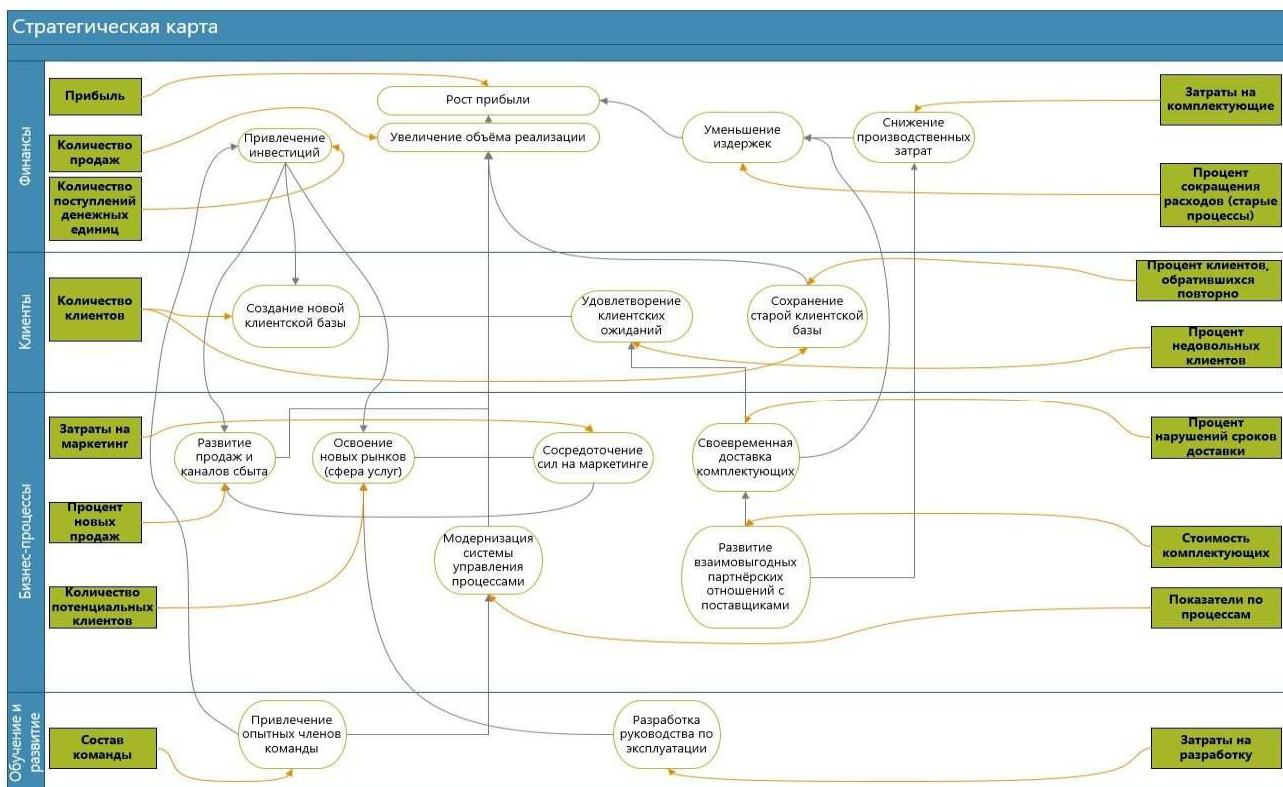 Стратегическая карта
Финансы
Прибыль
Рост прибыли
Затраты на
комплектующие
Количество
продаж
Привлечение
инвестиций
Увеличение объёма реализации
Уменьшение
издержек
Снижение
производственных
затрат
Количество
поступлений
денежных
единиц
Процент
сокращения
расходов (старые
процессы)
Клиенты
Количество
клиентов
Создание новой
клиентской базы
Удовлетворение
клиентских
ожиданий
Сохранение
старой клиентской
базы
Процент клиентов,
обратившихся
повторно
Процент
недовольных
клиентов
Бизнес-процессы
Затраты на
маркетинг
Развитие
продаж и
каналов сбыта
Освоение
новых рынков
(сфера услуг)
Сосредоточение
сил на маркетинге
Своевременная
доставка
комплектующих
Процент
нарушений сроков
доставки
Процент
новых
продаж
Модернизация
системы
управления
процессами
Развитие
взаимовыгодных
партнёрских
отношений с
поставщиками
Стоимость
комплектующих
Количество
потенциальных
клиентов
Показатели по
процессам
Обучение и
развитие
Состав
команды
Привлечение
опытных членов
команды
Разработка
руководства по
эксплуатации
Затраты на
разработку